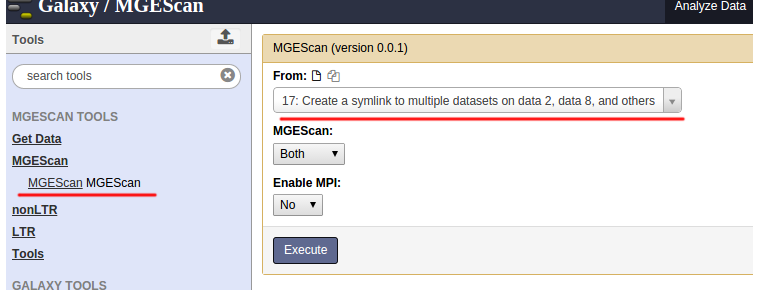 Galaxy / MGEScan
Analyze Data
Tools
search tools
MGESCAN TOOLS
Get Data
MGEScan
MGEScan MGEScan
nonLTR
LTR
Tools
GALAXY TOOLS
MGEScan (version 0.0.1)
From:
17: Create a symlink to multiple datasets on data 2, data 8, and others
MGEScan:
Both
Enable MPI:
No
Execute